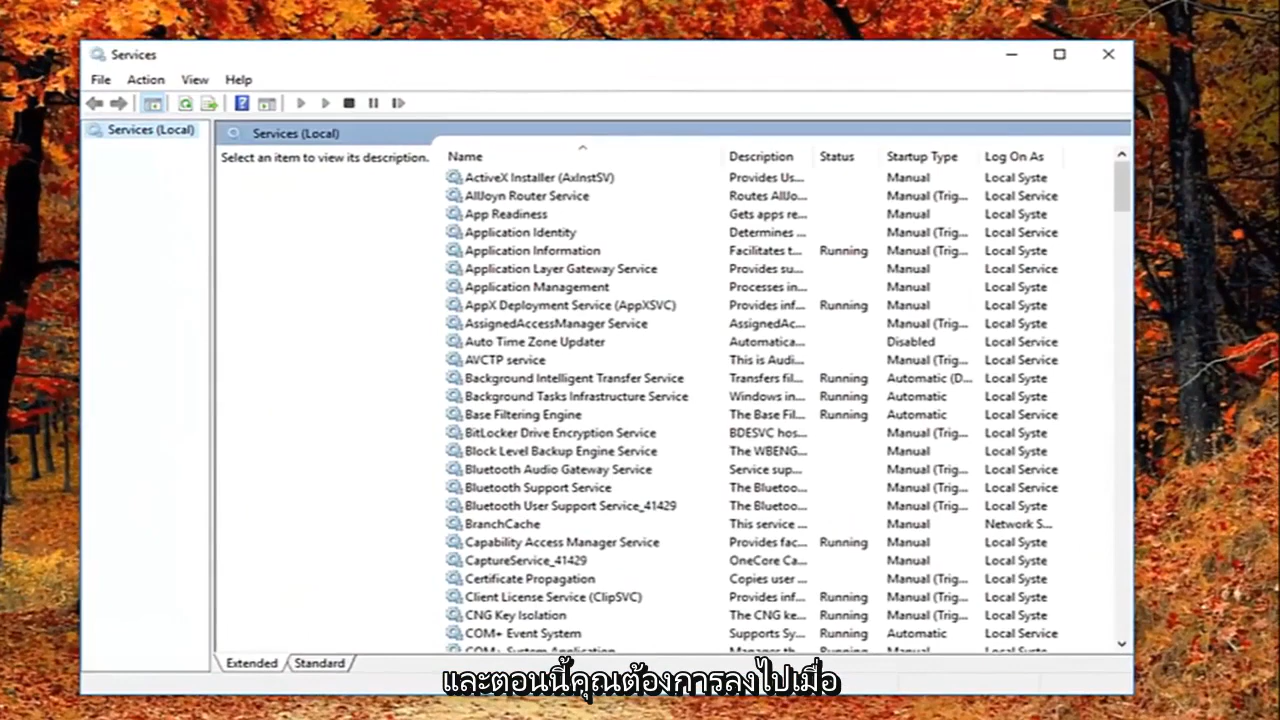 Services
File Action View Help
Services (Local)
Services (Local)
Select an item to view its description.
Name Description Status Startup Type Log On As
ActiveX Installer (AxInstSV) Provides Us... Manual Local Syste
AllJoyn Router Service Routes AllJo... Manual (Trig... Local Service
App Readiness Gets apps re... Manual Local Syste
Application Identity Determines ... Manual (Trig... Local Service
Application Information Facilitates t... Running Manual (Trig... Local Syste
Application Layer Gateway Service Provides su... Manual Local Service
Application Management Processes in... Manual Local Syste
AppX Deployment Service (AppXSVC) Provides inf... Running Manual Local Syste
AssignedAccessManager Service AssignedAc... Manual (Trig... Local Syste
Auto Time Zone Updater Automatica... Disabled Local Service
AVCTP service This is Audi... Manual (Trig... Local Service
Background Intelligent Transfer Service Transfers fil... Running Automatic (D... Local Syste
Background Tasks Infrastructure Service Windows in... Running Automatic Local Syste
Base Filtering Engine The Base Fil... Running Automatic Local Service
BitLocker Drive Encryption Service BDESVC hos... Manual (Trig... Local Syste
Block Level Backup Engine Service The WBENG... Manual Local Syste
Bluetooth Audio Gateway Service Service sup... Manual (Trig... Local Service
Bluetooth Support Service The Bluetoo... Manual (Trig... Local Service
Bluetooth User Support Service_41429 The Bluetoo... Manual (Trig... Local Syste
BranchCache This service ... Manual Network S...
Capability Access Manager Service Provides fac... Running Manual Local Syste
CaptureService_41429 OneCore Ca... Manual Local Syste
Certificate Propagation Copies user ... Manual (Trig... Local Syste
Client License Service (ClipSVC) Provides inf... Running Manual (Trig... Local Syste
CNG Key Isolation The CNG ke... Running Manual (Trig... Local Syste
COM+ Event System Supports Sy... Running Automatic Local Service
COM+ System Application Manages th... Running Manual Local Syste
Extended Standard
และตอนนี้คุณต้องการลงไปเมื่อ